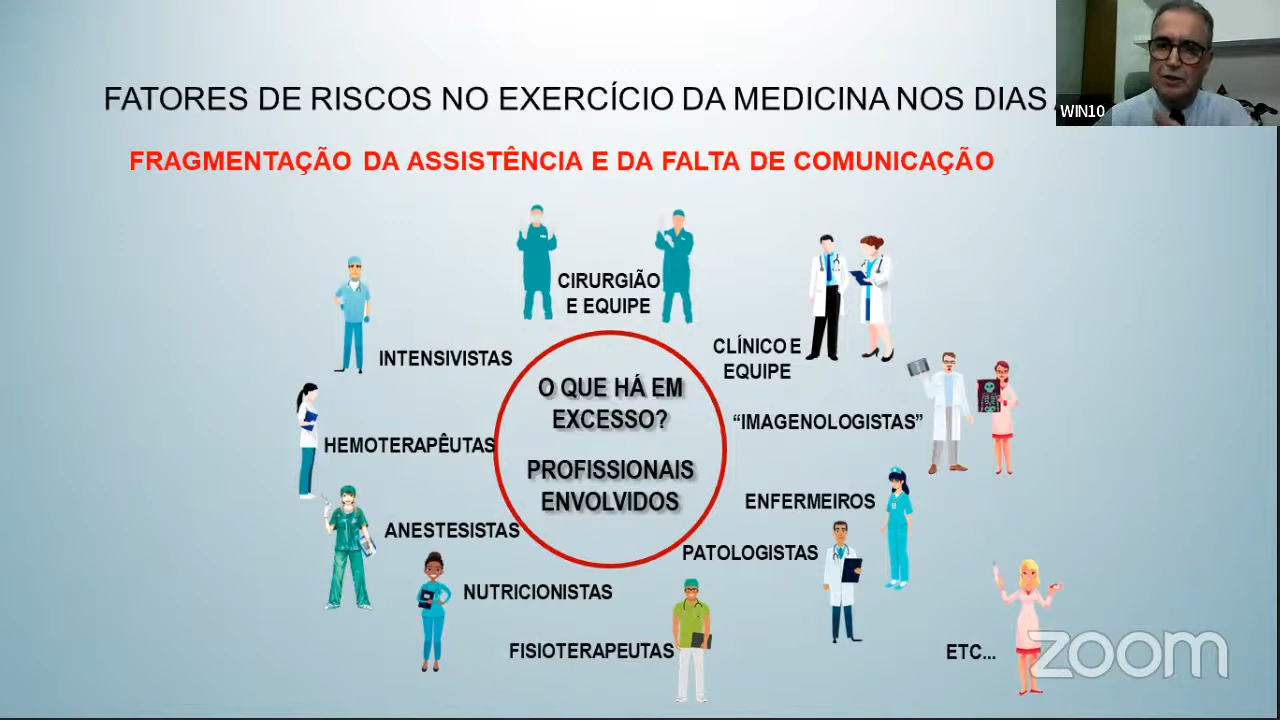 FATORES DE RISCOS NO EXERCÍCIO DA MEDICINA NOS DIAS
WIN10
FRAGMENTAÇÃO DA ASSISTÊNCIA E DA FALTA DE COMUNICAÇÃO
CIRURGIÃO
E EQUIPE
INTENSIVISTAS
CLÍNICO E
EQUIPE
O QUE HÁ EM
EXCESSO?
"IMAGENOLOGISTAS"
HEMOTERAPÊUTAS
PROFISSIONAIS
ENVOLVIDOS
ENFERMEIROS
ANESTESISTAS
PATOLOGISTAS
NUTRICIONISTAS
FISIOTERAPEUTAS
ETC...
zoom